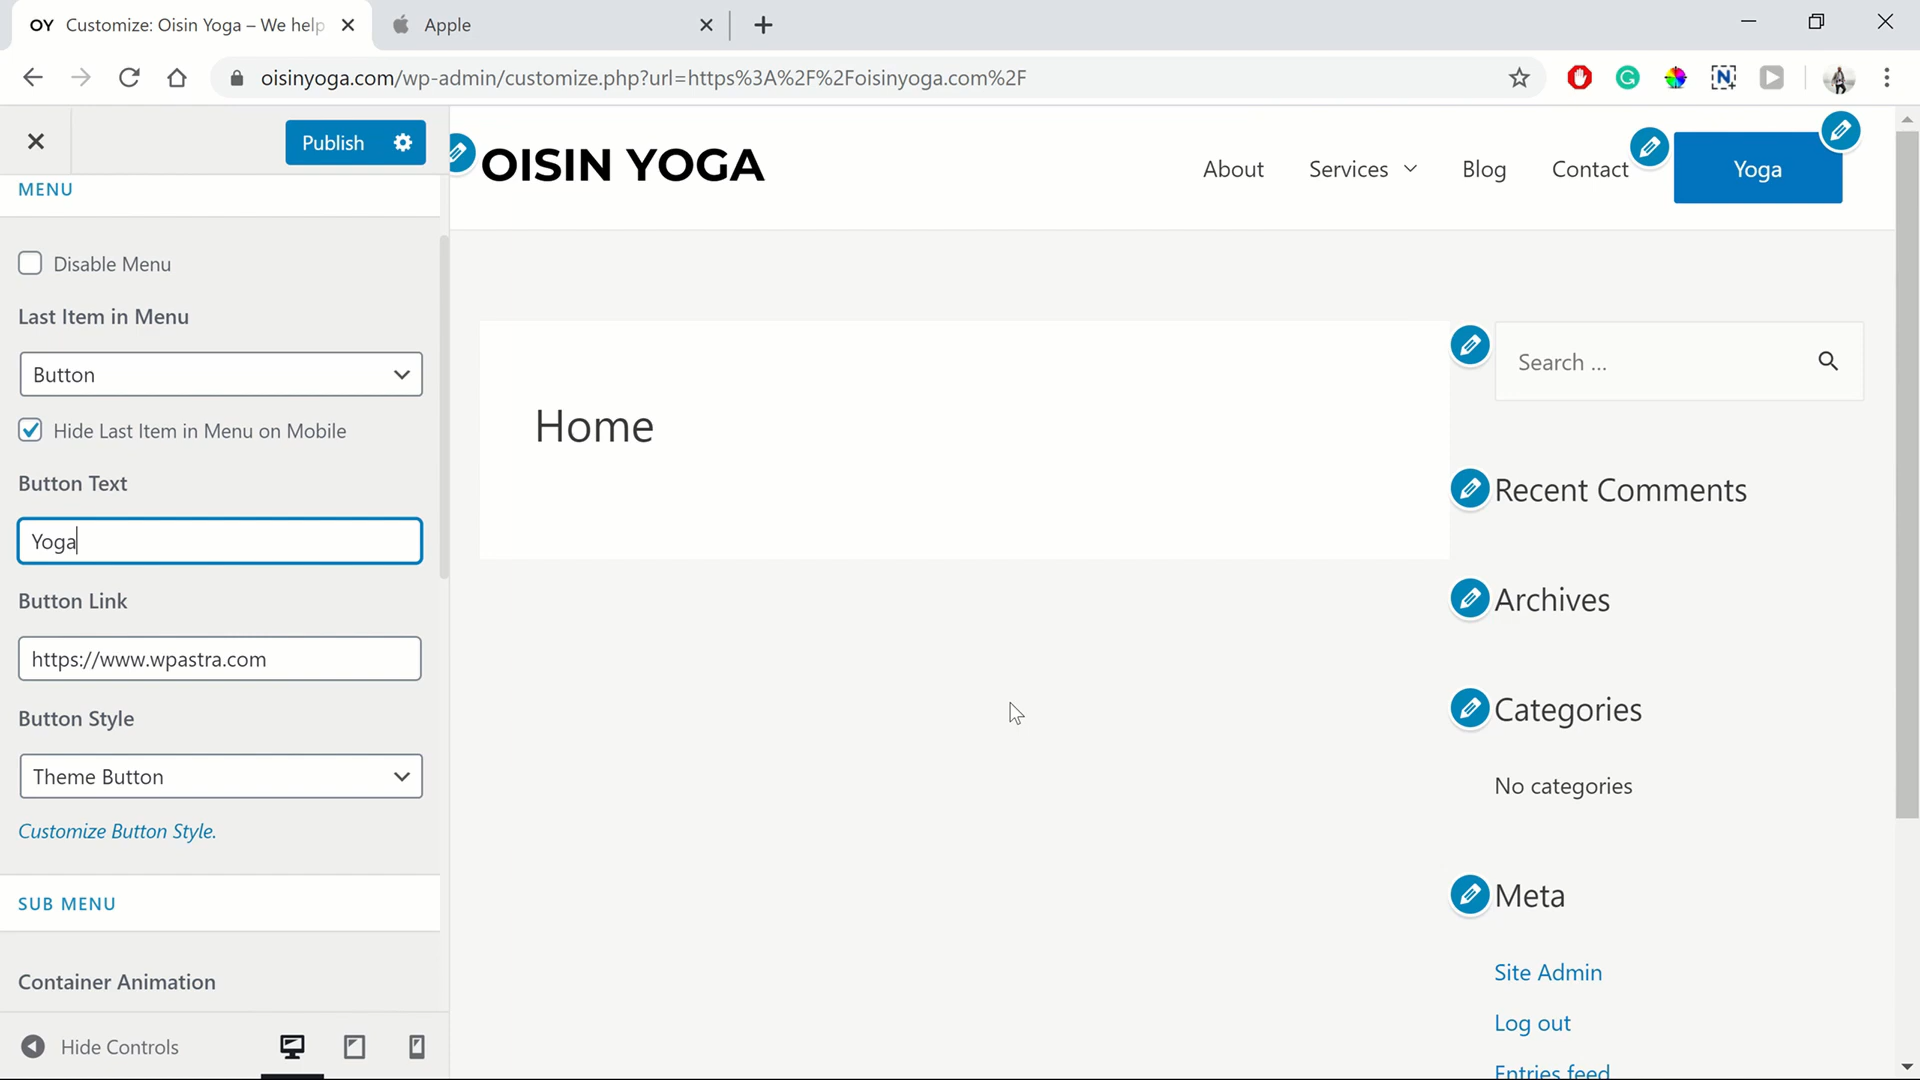 OY Customize: Oisin Yoga – We help
Apple
oisinyoga.com/wp-admin/customize.php?url=https%3A%2F%2Foisinyoga.com%2F
Publish
MENU
Disable Menu
Last Item in Menu
Button
Hide Last Item in Menu on Mobile
Button Text
Yoga
Button Link
https://www.wpastra.com
Button Style
Theme Button
Customize Button Style.
SUB MENU
Container Animation
Hide Controls
OISIN YOGA
About Services Blog Contact Yoga
Home
Search ...
Recent Comments
Archives
Categories
No categories
Meta
Site Admin
Log out
Entries feed